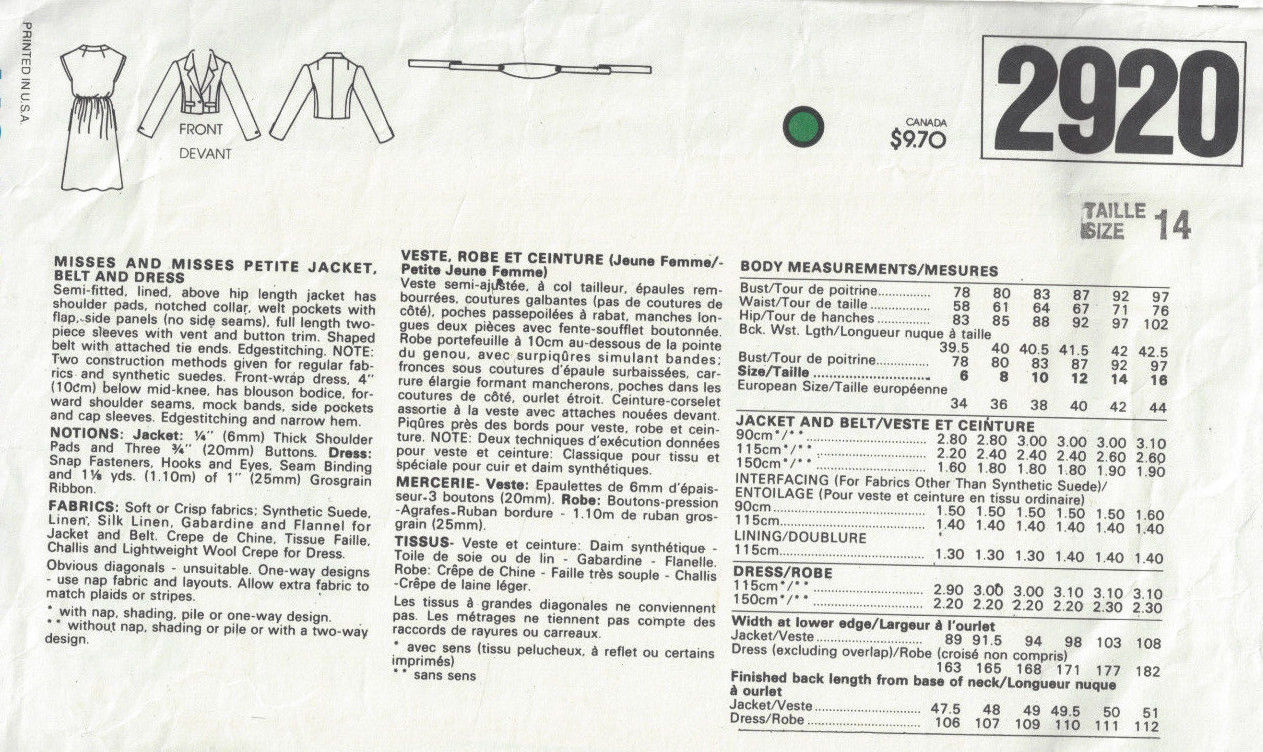 PRINTED IN U.S.A.
FRONT
DEVANT
CANADA
$9.70
2920
TAILLE
SIZE 14
MISSES AND MISSES PETITE JACKET,
BELT AND DRESS
Semi-fitted, lined, above hip length jacket has
shoulder pads, notched collar, welt pockets with
flap, side panels (no side seams), full length two-
piece sleeves with vent and button trim. Shaped
belt with attached tie ends. Edgestitching. NOTE:
Two construction methods given for regular fab-
rics and synthetic suedes. Front-wrap dress, 4"
(10cm) below mid-knee, has blouson bodice, for-
ward shoulder seams, mock bands, side pockets
and cap sleeves. Edgestitching and narrow hem.
NOTIONS: Jacket: ¼" (6mm) Thick Shoulder
Pads and Three ¾" (20mm) Buttons. Dress:
Snap Fasteners, Hooks and Eyes, Seam Binding
and 1⅛ yds. (1.10m) of 1" (25mm) Grosgrain
Ribbon.
FABRICS: Soft or Crisp fabrics; Synthetic Suede,
Linen, Silk Linen, Gabardine and Flannel for
Jacket and Belt. Crepe de Chine, Tissue Faille,
Challis and Lightweight Wool Crepe for Dress.
Obvious diagonals - unsuitable. One-way designs
- use nap fabric and layouts. Allow extra fabric to
match plaids or stripes.
* with nap, shading, pile or one-way design.
** without nap, shading or pile or with a two-way
design.
VESTE, ROBE ET CEINTURE (Jeune Femme/-
Petite Jeune Femme)
Veste semi-ajustée, à col tailleur, épaules rem-
bourrées, coutures galbantes (pas de coutures de
côté), poches passepoilées à rabat, manches lon-
gues deux pièces avec fente-soufflet boutonnée.
Robe portefeuille à 10cm au-dessous de la pointe
du genou, avec surpiqûres simulant bandes;
fronces sous coutures d'épaule surbaissées, car-
rure élargie formant mancherons, poches dans les
coutures de côté, ourlet étroit. Ceinture-corselet
assortie à la veste avec attaches nouées devant.
Piqûres près des bords pour veste, robe et cein-
ture. NOTE: Deux techniques d'exécution données
pour veste et ceinture: Classique pour tissu et
spéciale pour cuir et daim synthétiques.
MERCERIE- Veste: Epaulettes de 6mm d'épais-
seur-3 boutons (20mm). Robe: Boutons-pression
-Agrafes-Ruban bordure - 1.10m de ruban gros-
grain (25mm).
TISSUS- Veste et ceinture: Daim synthétique -
Toile de soie ou de lin - Gabardine - Flanelle.
Robe: Crêpe de Chine - Faille très souple - Challis
-Crêpe de laine léger.
Les tissus à grandes diagonales ne conviennent
pas. Les métrages ne tiennent pas compte des
raccords de rayures ou carreaux.
* avec sens (tissu pelucheux, à reflet ou certains
imprimés)
** sans sens
BODY MEASUREMENTS/MESURES
Bust/Tour de poitrine.............. 78 80 83 87 92 97
Waist/Tour de taille................ 58 61 64 67 71 76
Hip/Tour de hanches................ 83 85 88 92 97 102
Bck. Wst. Lgth/Longueur nuque à taille
39.5 40 40.5 41.5 42 42.5
Bust/Tour de poitrine.............. 78 80 83 87 92 97
Size/Taille .............................. 6 8 10 12 14 16
European Size/Taille européenne
34 36 38 40 42 44
JACKET AND BELT/VESTE ET CEINTURE
90cm*/** ........................ 2.80 2.80 3.00 3.00 3.00 3.10
115cm*/** ...................... 2.20 2.40 2.40 2.40 2.60 2.60
150cm*/** ...................... 1.60 1.80 1.80 1.80 1.90 1.90
INTERFACING (For Fabrics Other Than Synthetic Suede)/
ENTOILAGE (Pour veste et ceinture en tissu ordinaire)
90cm................................ 1.50 1.50 1.50 1.50 1.50 1.60
115cm.............................. 1.40 1.40 1.40 1.40 1.40 1.40
LINING/DOUBLURE
115cm.............................. 1.30 1.30 1.30 1.40 1.40 1.40
DRESS/ROBE
115cm*/** ...................... 2.90 3.00 3.00 3.10 3.10 3.10
150cm*/** ...................... 2.20 2.20 2.20 2.20 2.30 2.30
Width at lower edge/Largeur à l'ourlet
Jacket/Veste ...................... 89 91.5 94 98 103 108
Dress (excluding overlap)/Robe (croisé non compris)
163 165 168 171 177 182
Finished back length from base of neck/Longueur nuque
à ourlet
Jacket/Veste ...................... 47.5 48 49 49.5 50 51
Dress/Robe ...................... 106 107 109 110 111 112